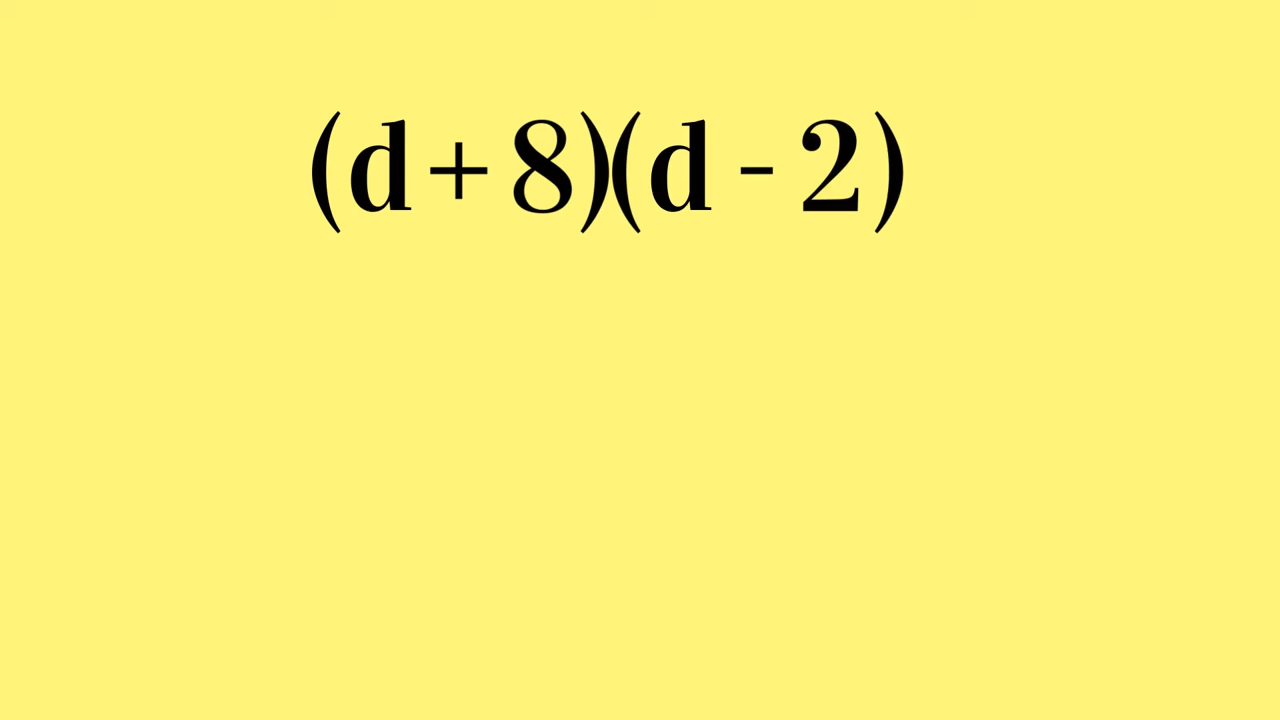 (d + 8)(d - 2)